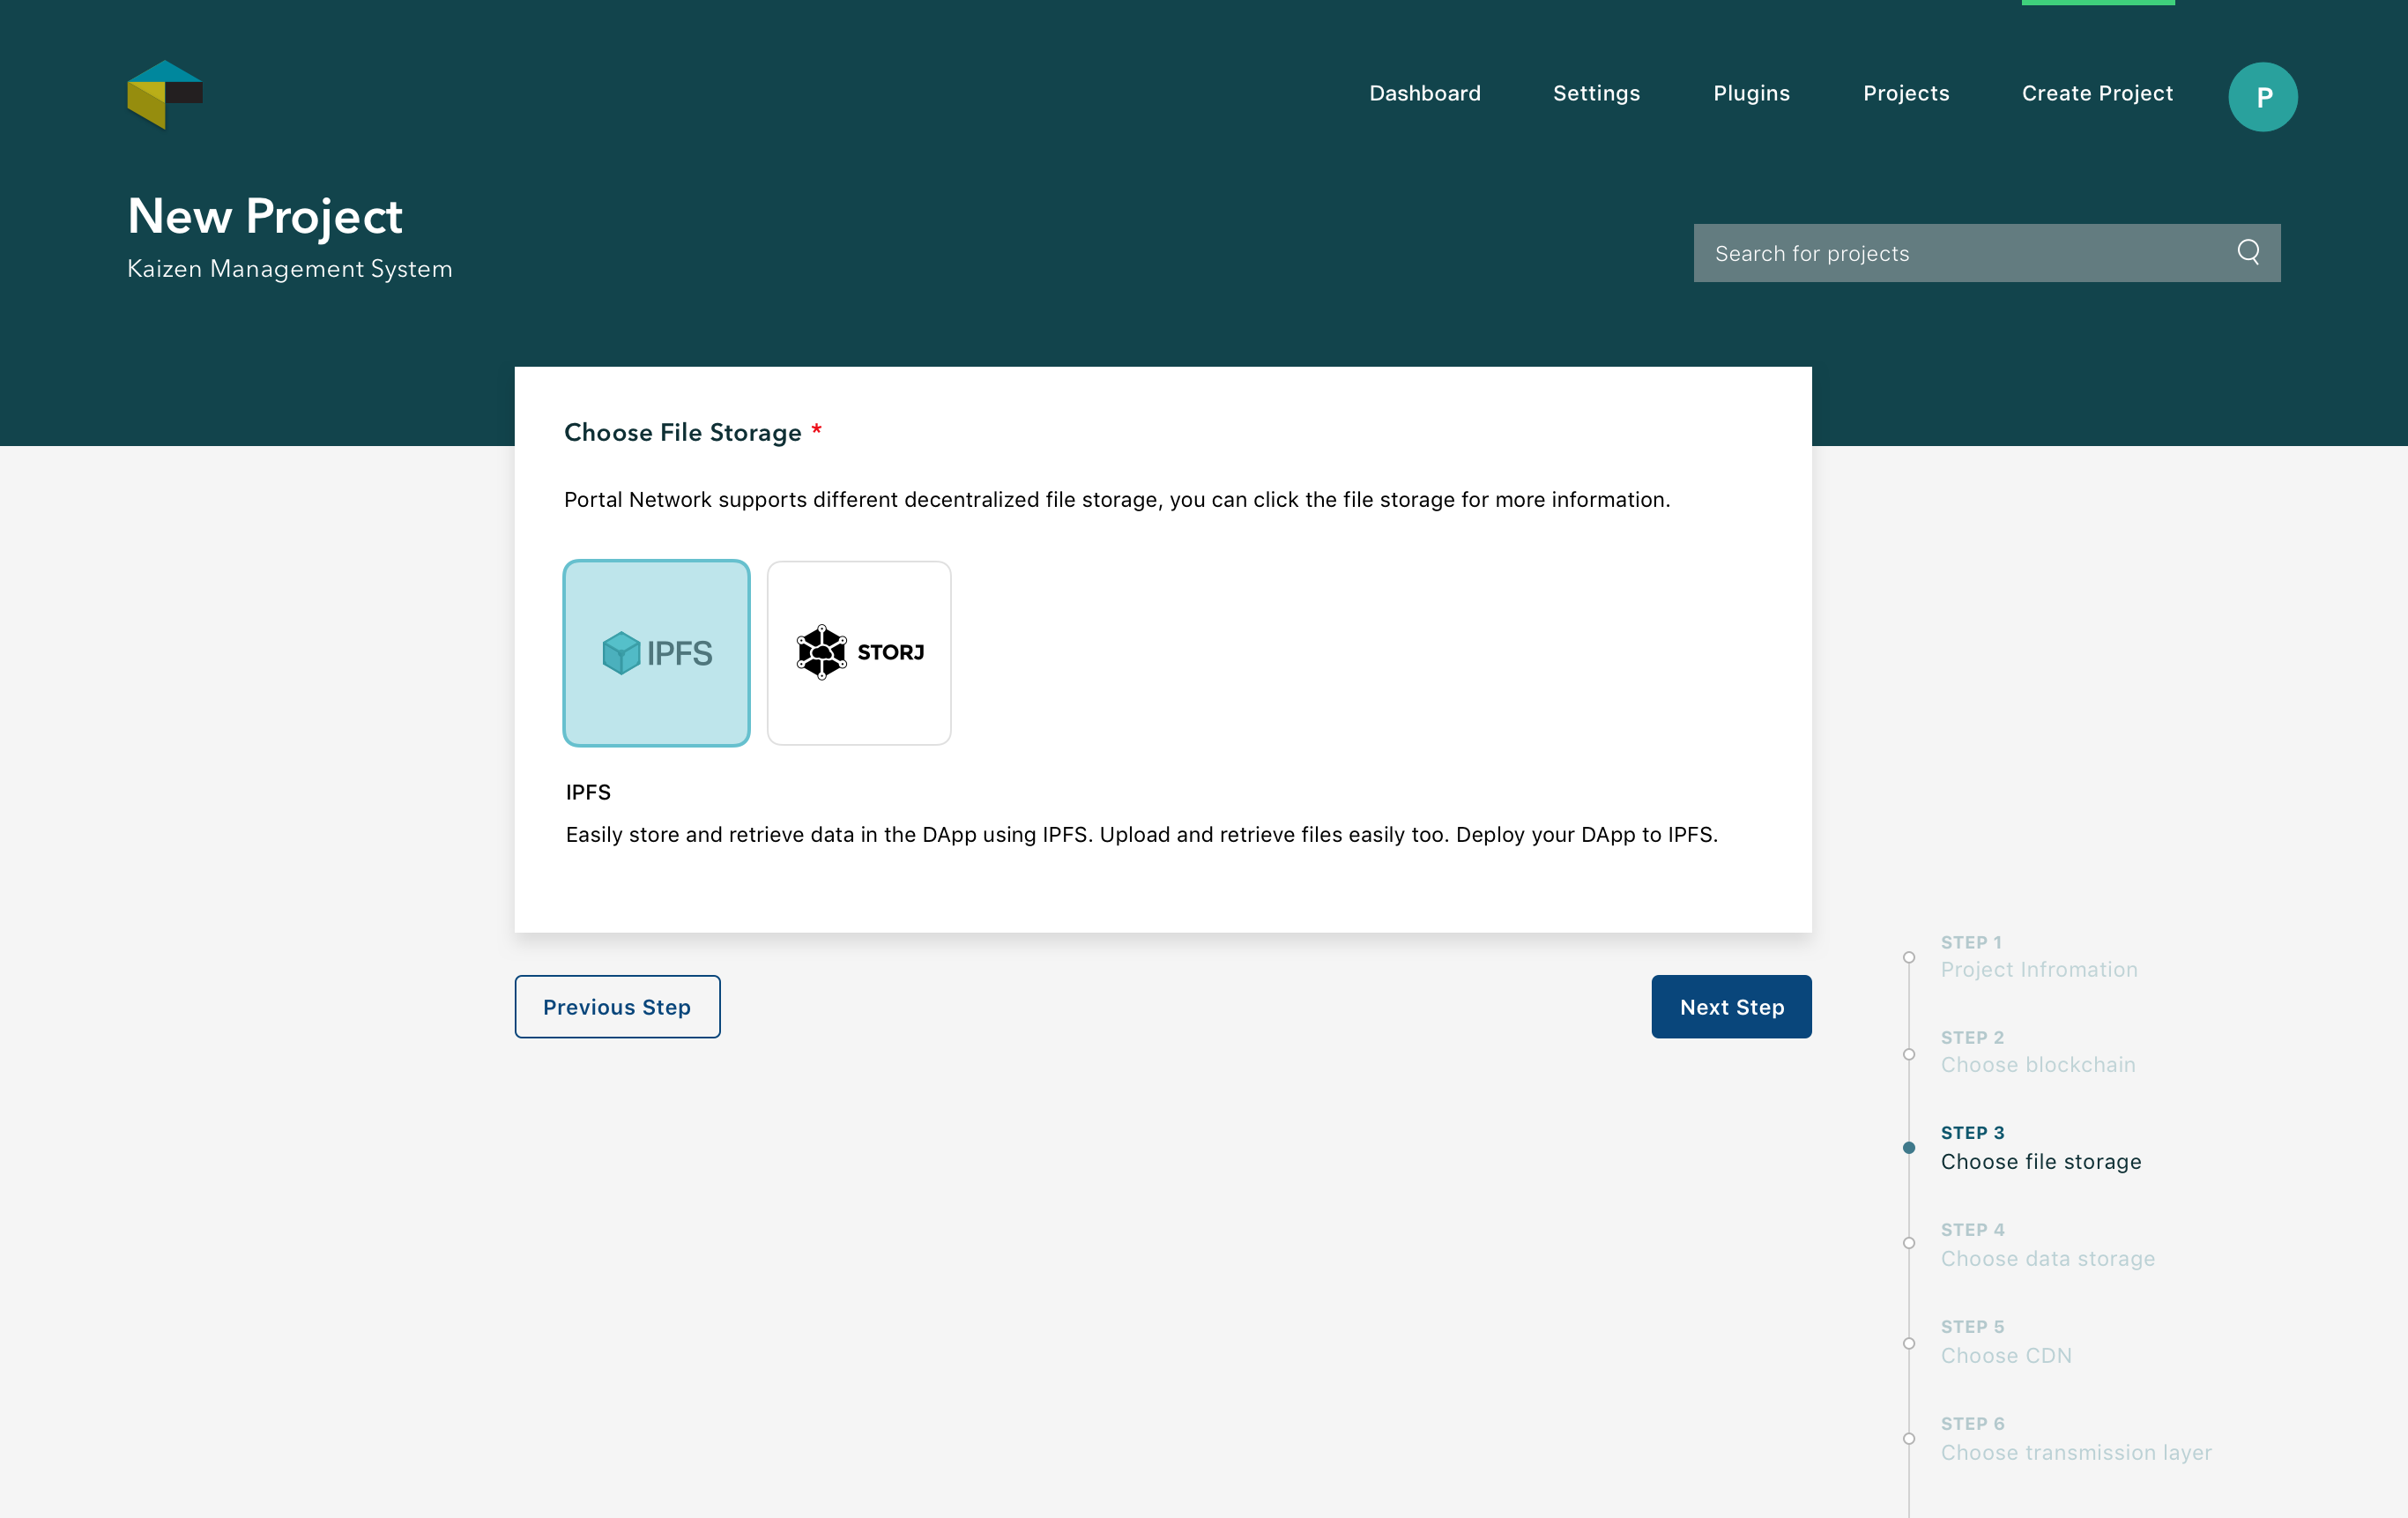 Dashboard
Settings
Plugins
Projects
Create Project
P
New Project
Kaizen Management System
Search for projects
Choose File Storage *
Portal Network supports different decentralized file storage, you can click the file storage for more information.
IPFS
STORJ
IPFS
Easily store and retrieve data in the DApp using IPFS. Upload and retrieve files easily too. Deploy your DApp to IPFS.
Previous Step
Next Step
STEP 1
Project Infromation
STEP 2
Choose blockchain
STEP 3
Choose file storage
STEP 4
Choose data storage
STEP 5
Choose CDN
STEP 6
Choose transmission layer